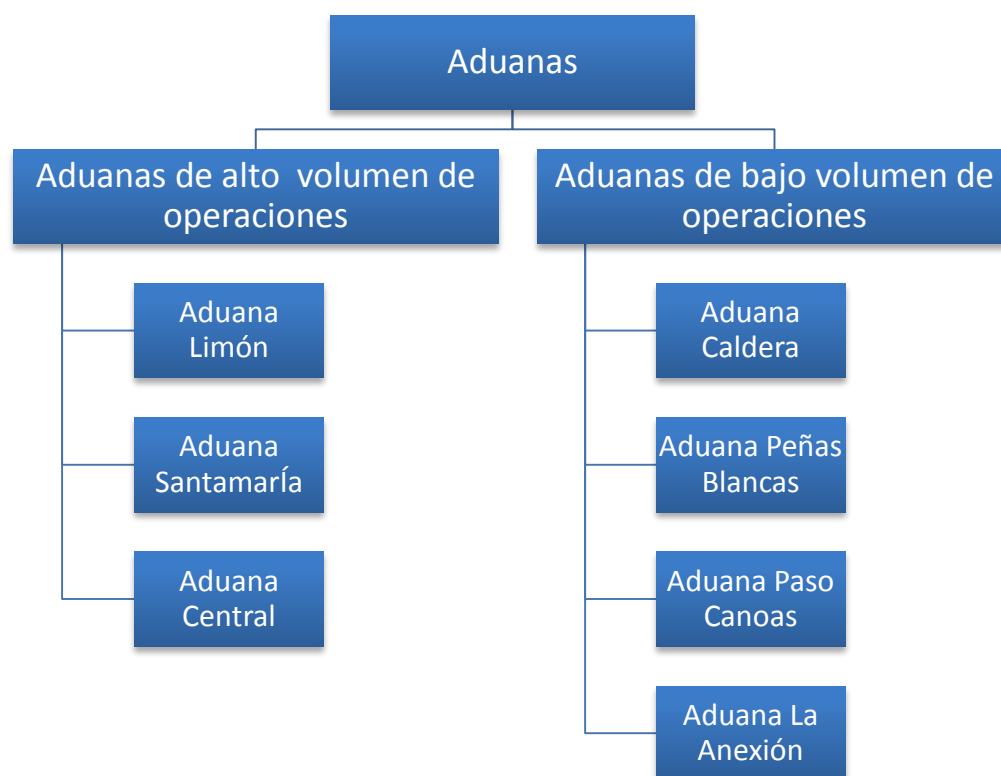 Aduanas
Aduanas de alto  volumen de
operaciones
Aduana
Limón
Aduana
SantamarÍa
Aduana
Central
Aduanas de bajo volumen de
operaciones
Aduana
Caldera
Aduana Peñas
Blancas
Aduana Paso
Canoas
Aduana La
Anexión